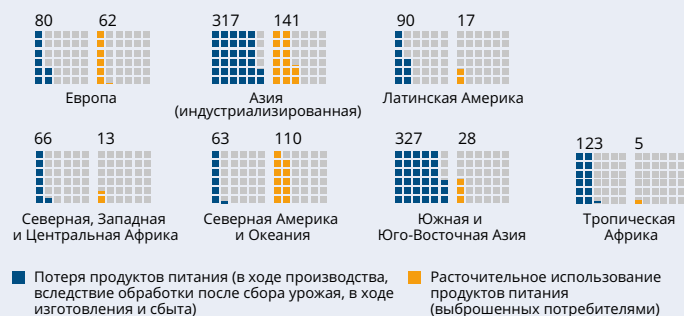 80 62
317 141
90 17
Европа
Азия
(индустриализированная)
Латинская Америка
66 13
63 110
327 28
123 5
Северная, Западная
и Центральная Африка
Северная Америка
и Океания
Южная и
Юго-Восточная Азия
Тропическая
Африка
Потеря продуктов питания (в ходе производства,
вследствие обработки после сбора урожая, в ходе
изготовления и сбыта)
Расточительное использование
продуктов питания
(выброшенных потребителями)